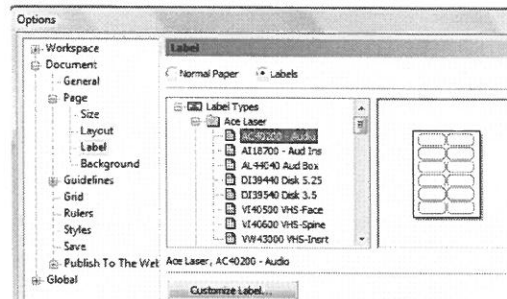 Options
Workspace
Document
General
Page
Size
Layout
Label
Background
Guidelines
Grid
Rulers
Styles
Save
Publish To The Web
Global
Label
Normal Paper Labels
Label Types
Ace Laser
AC40200 - Audio
AI18700 - Aud Ins
AL44040 Aud Box
DI39440 Disk 5.25
DI39540 Disk 3.5
VI40500 VHS-Face
VI40600 VHS-Spine
VW43000 VHS-Insrt
Ace Laser, AC40200 - Audio
Customize Label...